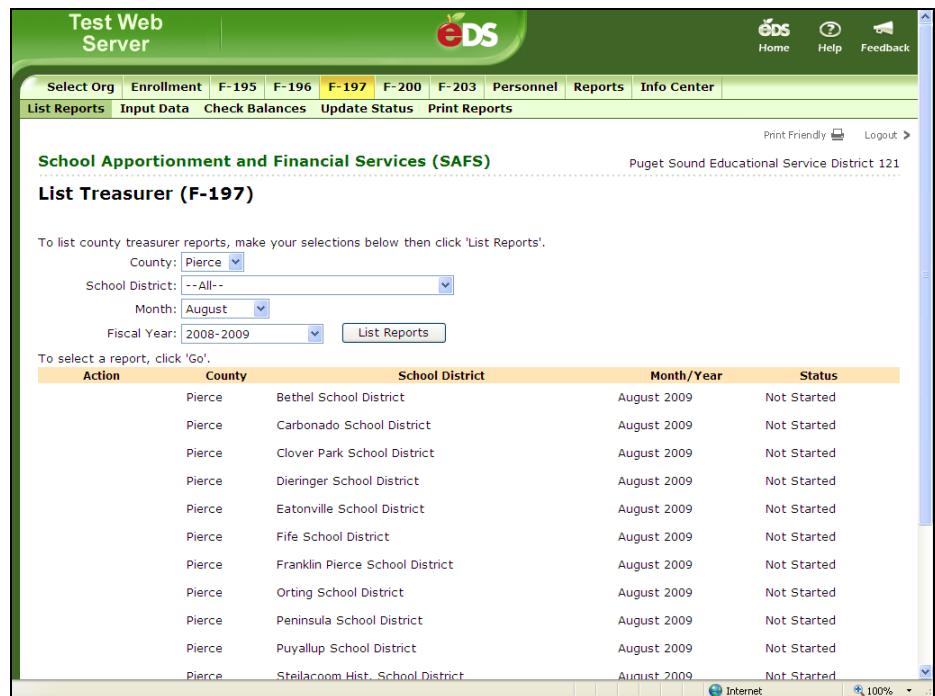 Test Web
Server
eDS
eDS
Home Help Feedback
Select Org Enrollment F-195 F-196 F-197 F-200 F-203 Personnel Reports Info Center
List Reports Input Data Check Balances Update Status Print Reports
Print Friendly Logout >
School Apportionment and Financial Services (SAFS) Puget Sound Educational Service District 121
List Treasurer (F-197)
To list county treasurer reports, make your selections below then click 'List Reports'.
County: Pierce
School District: --All--
Month: August
Fiscal Year: 2008-2009 List Reports
To select a report, click 'Go'.
Action County School District Month/Year Status
Pierce Bethel School District August 2009 Not Started
Pierce Carbonado School District August 2009 Not Started
Pierce Clover Park School District August 2009 Not Started
Pierce Dieringer School District August 2009 Not Started
Pierce Eatonville School District August 2009 Not Started
Pierce Fife School District August 2009 Not Started
Pierce Franklin Pierce School District August 2009 Not Started
Pierce Orting School District August 2009 Not Started
Pierce Peninsula School District August 2009 Not Started
Pierce Puyallup School District August 2009 Not Started
Pierce Steilacoom Hist. School District August 2009 Not Started
Internet 100%